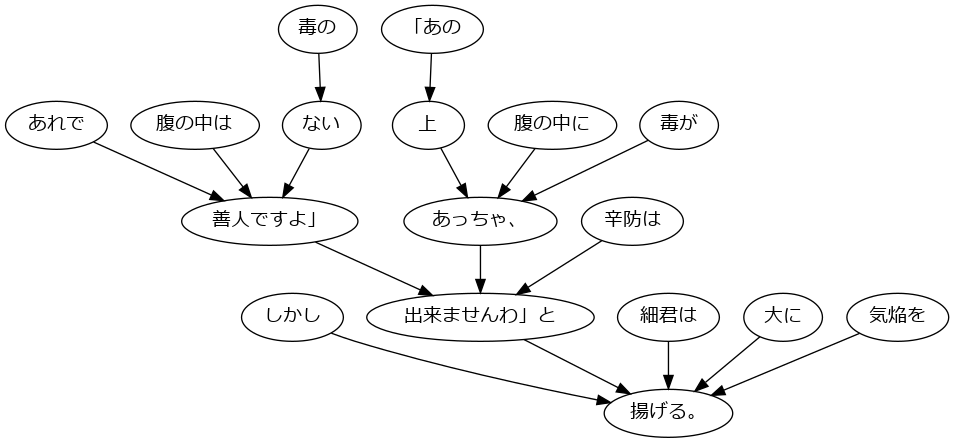 毒の 「あの
あれで 腹の中は ない 上 腹の中に 毒が
善人ですよ」 あっちゃ、 辛防は
しかし 出来ませんわ」と 細君は 大に 気焔を
揚げる。